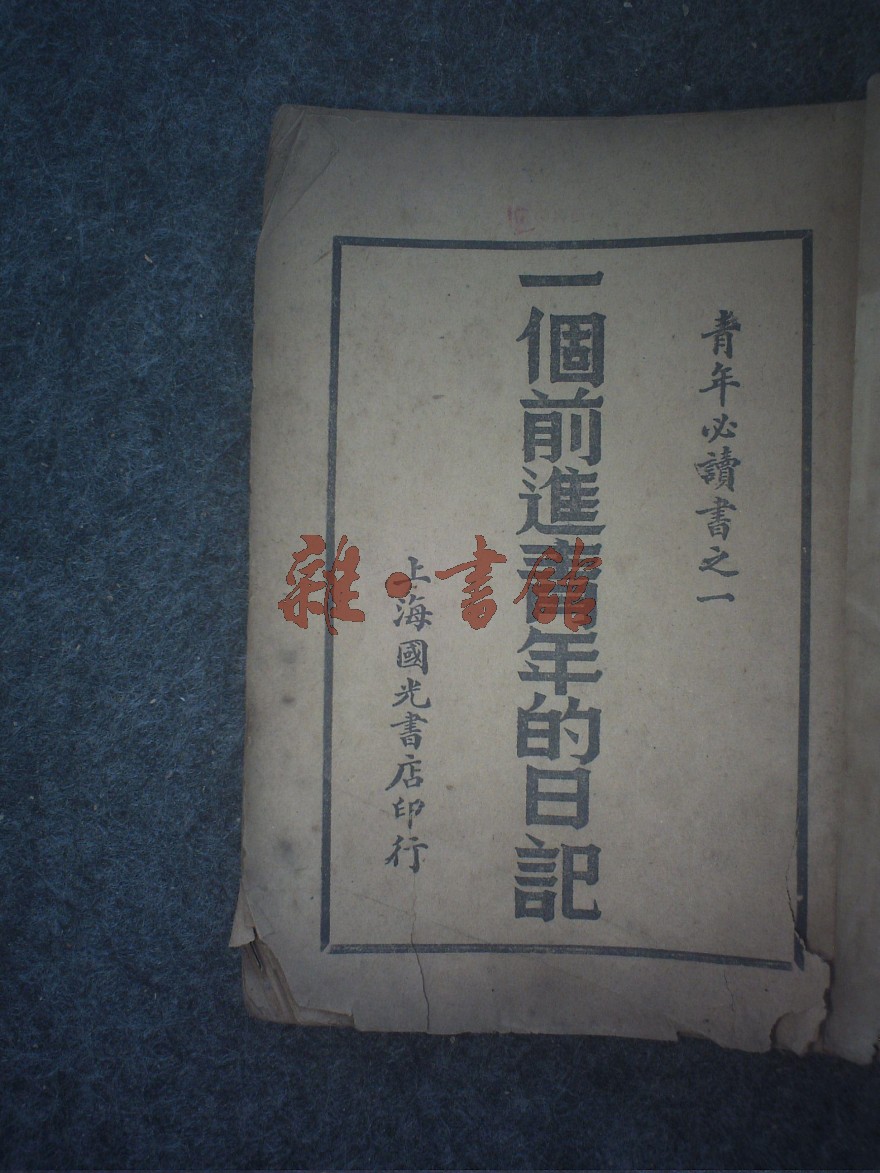 青年必讀書之一
一個前進青年的日記
上海國光書店印行
雜·書館